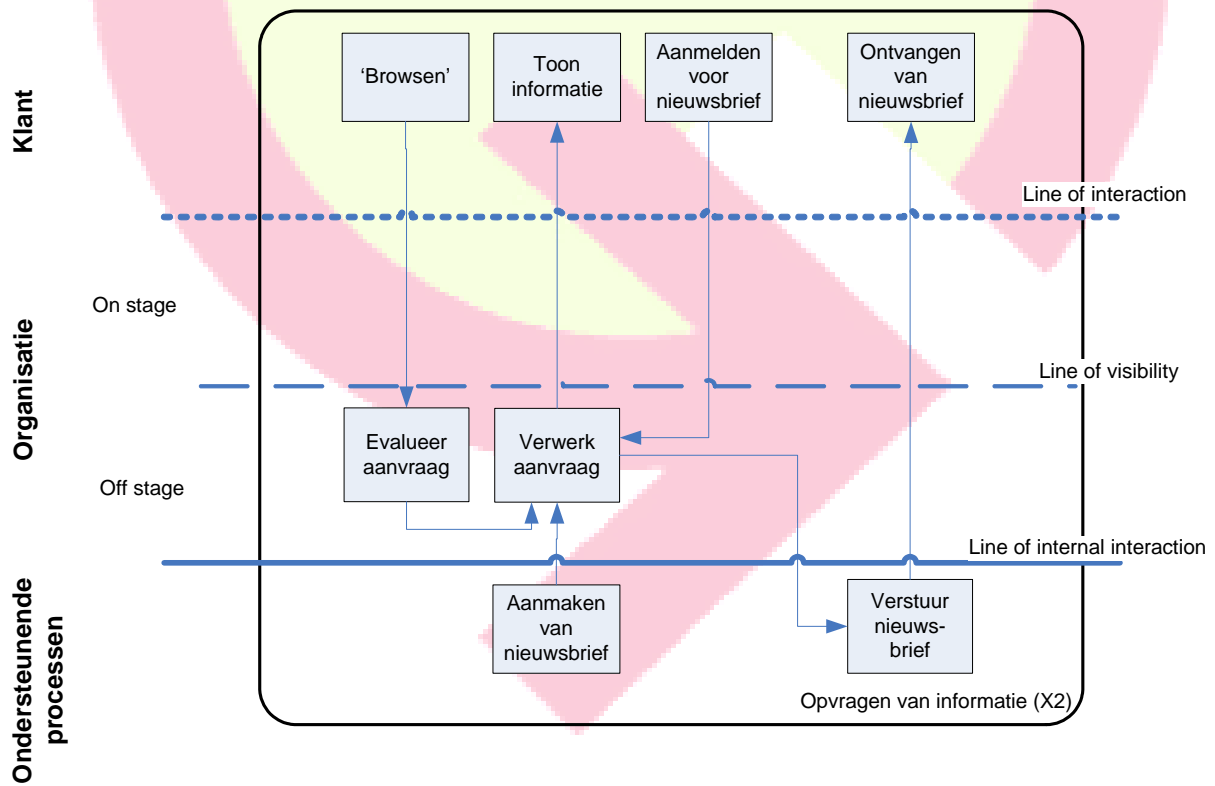 Klant
‘Browsen’
Toon
informatie
Aanmelden
voor
nieuwsbrief
Ontvangen
van
nieuwsbrief
Line of interaction
Organisatie
On stage
Line of visibility
Evalueer
aanvraag
Verwerk
aanvraag
Off stage
Line of internal interaction
Ondersteunende
processen
Aanmaken
van
nieuwsbrief
Verstuur
nieuws-
brief
Opvragen van informatie (X2)